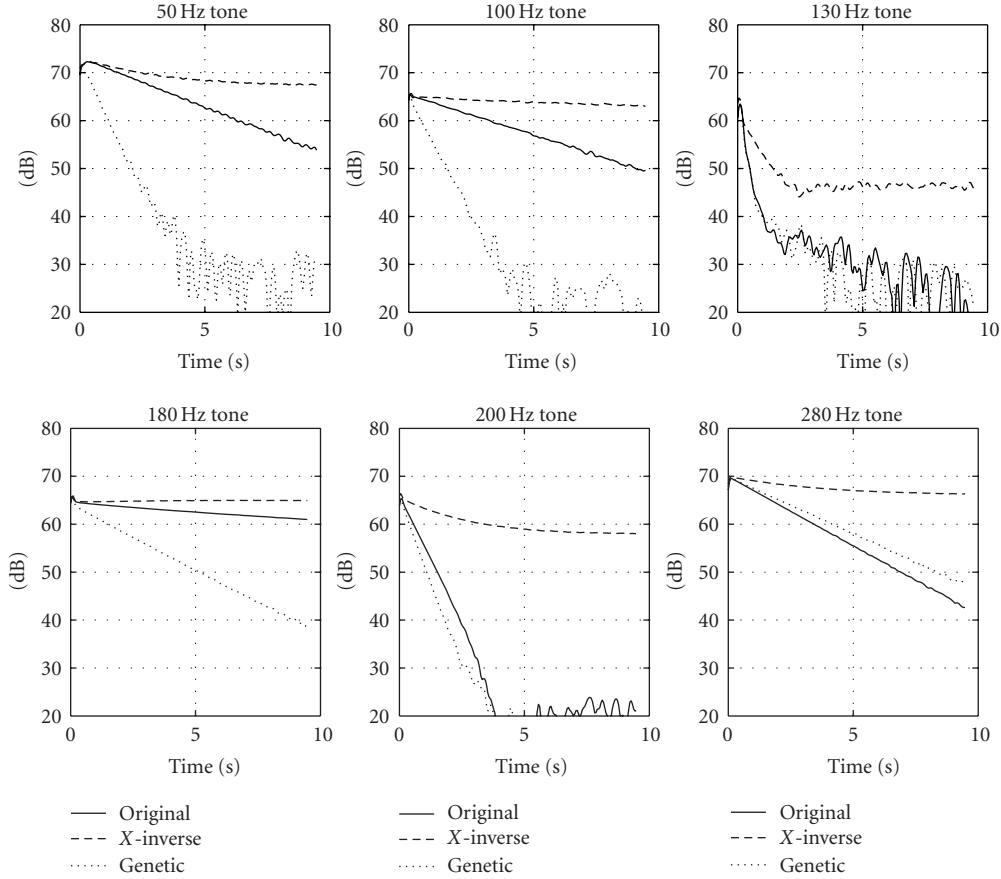 50 Hz tone
80
70
60
50
40
30
20
(dB)
0
5
10
Time (s)
100 Hz tone
80
70
60
50
40
30
20
(dB)
0
5
10
Time (s)
130 Hz tone
80
70
60
50
40
30
20
(dB)
0
5
10
Time (s)
180 Hz tone
80
70
60
50
40
30
20
(dB)
0
5
10
Time (s)
200 Hz tone
80
70
60
50
40
30
20
(dB)
0
5
10
Time (s)
280 Hz tone
80
70
60
50
40
30
20
(dB)
0
5
10
Time (s)
Original
X-inverse
Genetic
Original
X-inverse
Genetic
Original
X-inverse
Genetic